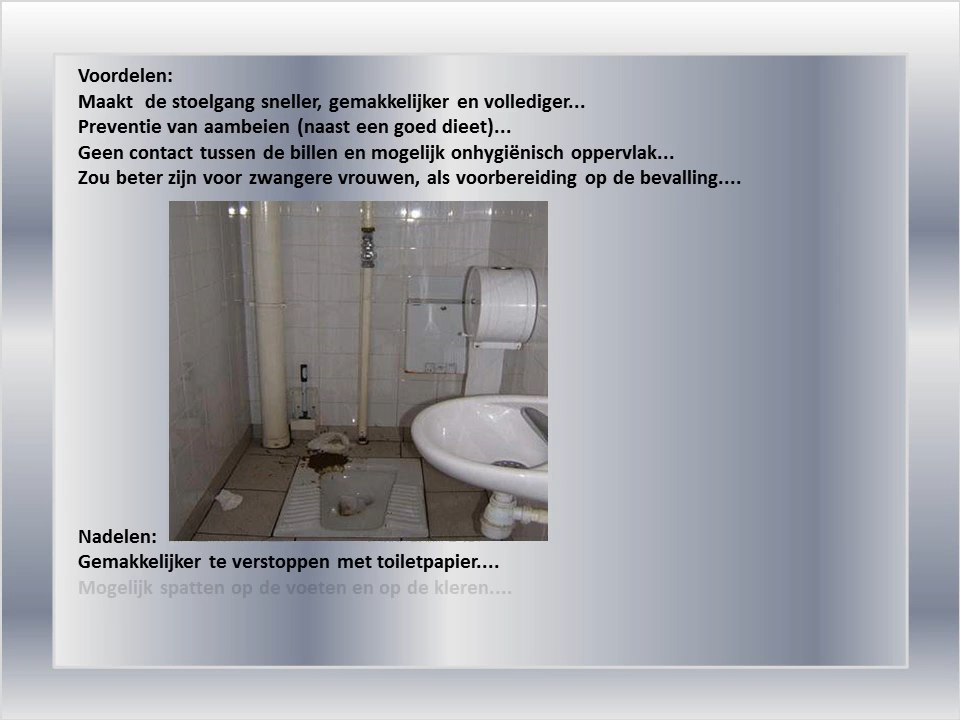 Voordelen:
Maakt de stoelgang sneller, gemakkelijker en vollediger...
Preventie van aambeien (naast een goed dieet)...
Geen contact tussen de billen en mogelijk onhygiënisch oppervlak...
Zou beter zijn voor zwangere vrouwen, als voorbereiding op de bevalling....
Nadelen:
Gemakkelijker te verstoppen met toiletpapier....
Mogelijk spatten op de voeten en op de kleren....